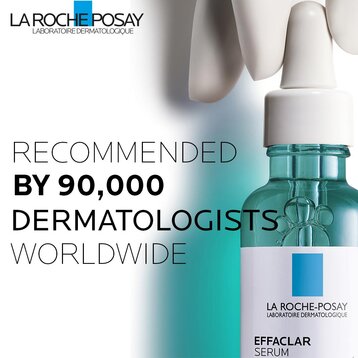 LA ROCHE-POSAY
LABORATOIRE DERMATOLOGIQUE
RECOMMENDED
BY 90,000
DERMATOLOGISTS
WORLDWIDE
LA ROCHE-POSAY
LABORATOIRE DERMATOLOGIQUE
EFFACLAR
SERUM